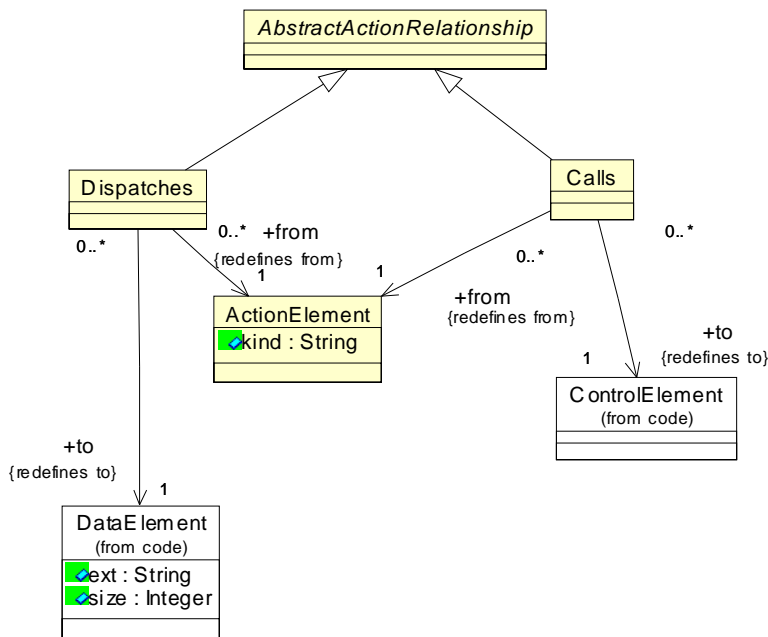 AbstractActionRelationship
Dispatches
Calls
0..*
0..*
+from
{redefines from}
1
0..*
0..*
1
+from
{redefines from}
ActionElement
kind : String
+to
{redefines to}
1
ControlElement
(from code)
+to
{redefines to}
1
DataElement
(from code)
ext : String
size : Integer